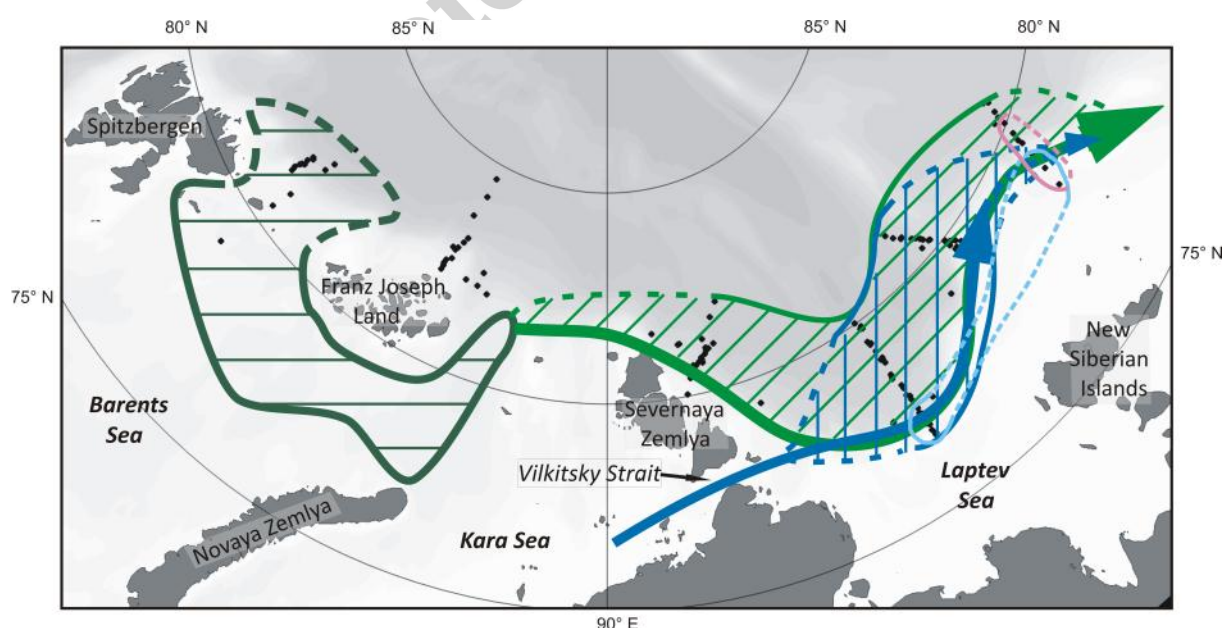 80° N
85° N
85° N
80° N
Spitzbergen
75° N
75° N
Franz Joseph
Land
New
Siberian
Islands
Barents
Sea
Severnaya
Zemlya
Vilkitsky Strait
Laptev
Sea
Novaya Zemlya
Kara Sea
90° E